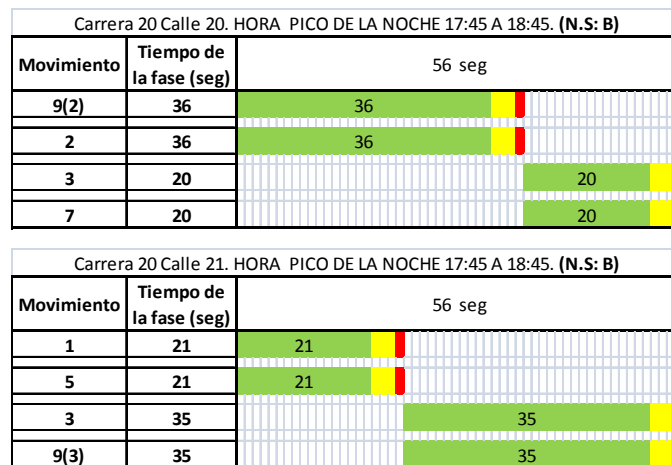 Carrera 20 Calle 20. HORA PICO DE LA NOCHE 17:45 A 18:45. (N.S: B)
Movimiento Tiempo de la fase (seg) 56 seg
9(2) 36 36
2 36 36
3 20 20
7 20 20
Carrera 20 Calle 21. HORA PICO DE LA NOCHE 17:45 A 18:45. (N.S: B)
Movimiento Tiempo de la fase (seg) 56 seg
1 21 21
5 21 21
3 35 35
9(3) 35 35